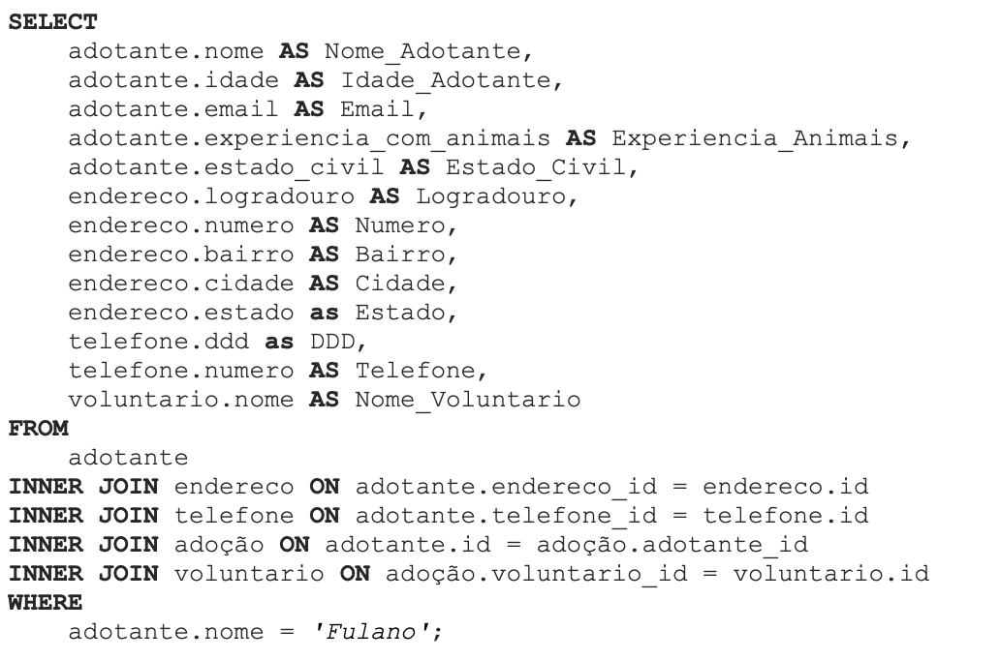 SELECT
adotante.nome AS Nome_Adotante,
adotante.idade AS Idade_Adotante,
adotante.email AS Email,
adotante.experiencia_com_animais AS Experiencia_Animais,
adotante.estado_civil AS Estado_Civil,
endereco.logradouro AS Logradouro,
endereco.numero AS Numero,
endereco.bairro AS Bairro,
endereco.cidade AS Cidade,
endereco.estado as Estado,
telefone.ddd as DDD,
telefone.numero AS Telefone,
voluntario.nome AS Nome_Voluntario
FROM
adotante
INNER JOIN endereco ON adotante.endereco_id = endereco.id
INNER JOIN telefone ON adotante.telefone_id = telefone.id
INNER JOIN adoção ON adotante.id = adoção.adotante_id
INNER JOIN voluntario ON adoção.voluntario_id = voluntario.id
WHERE
adotante.nome = 'Fulano';